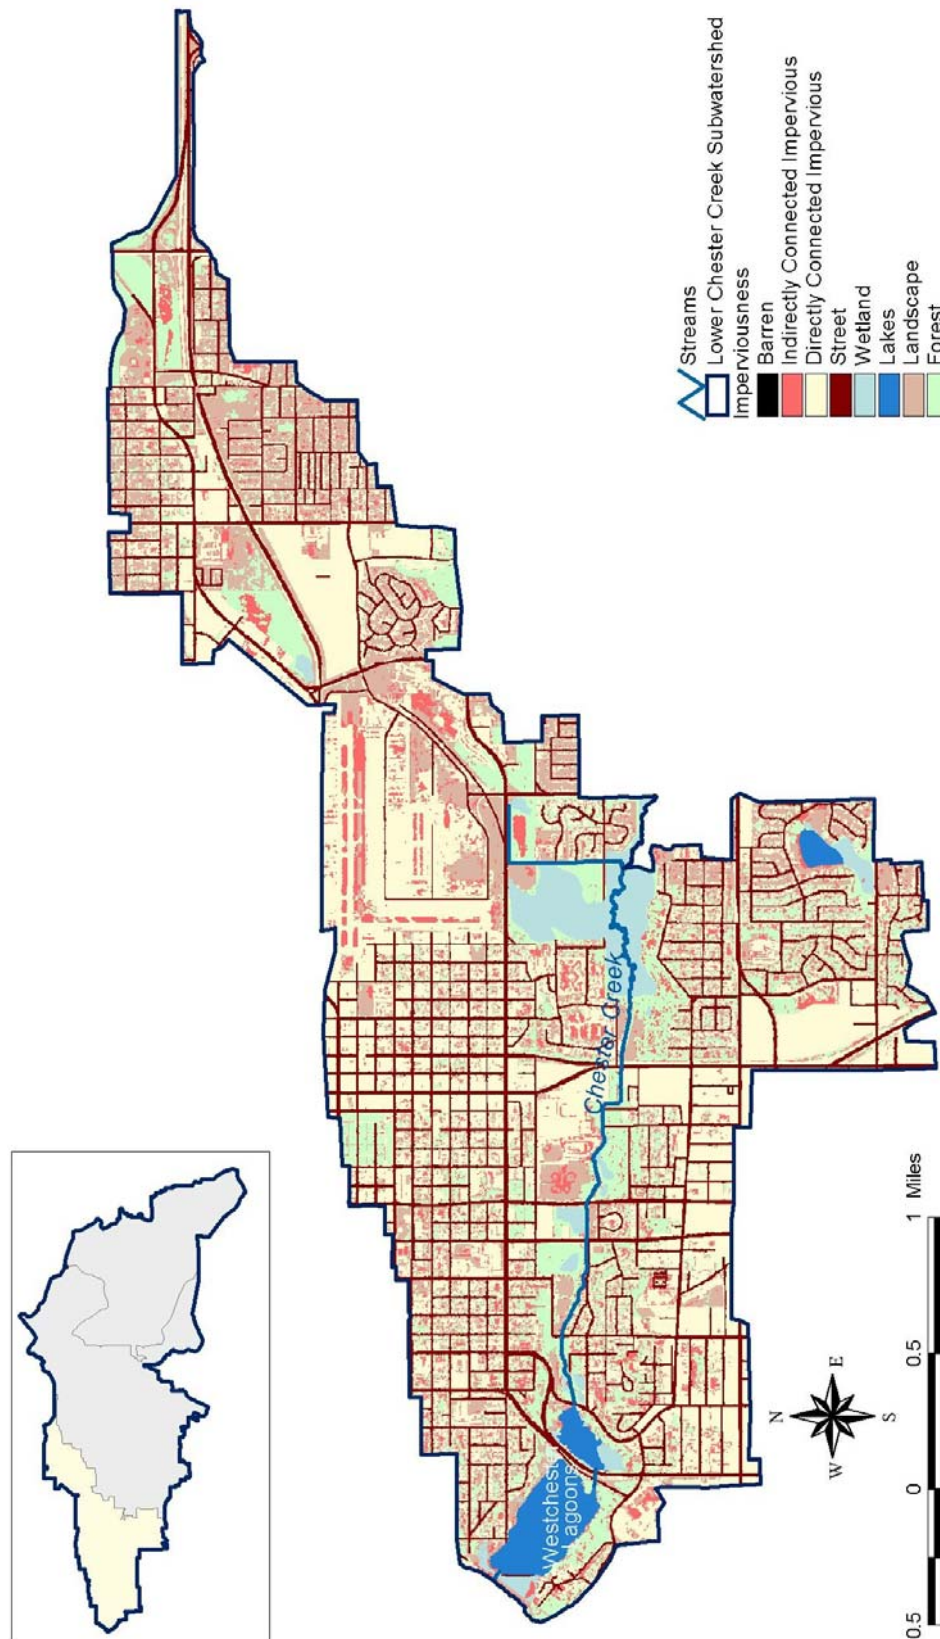 Westchester
Lagoons
Chester Creek
N
W
E
S
0.5
0
0.5
1
Miles
Streams
Lower Chester Creek Subwatershed
Imperviousness
Barren
Indirectly Connected Impervious
Directly Connected Impervious
Street
Wetland
Lakes
Landscape
Forest